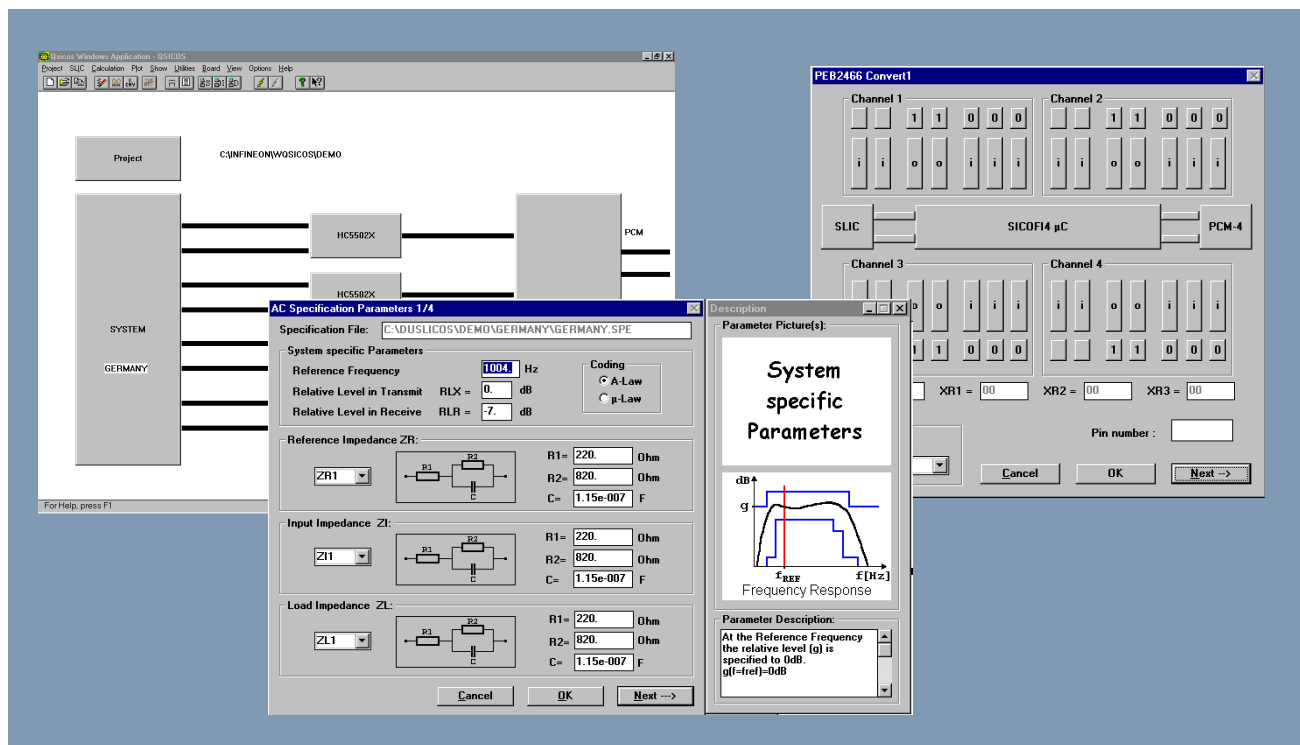 Qsicos Windows Application - QSICOS
Project SLIC Calculation Plot Show Utilities Board View Options Help
Project
C:\INFINEON\WQSICOS\DEMO
SYSTEM
GERMANY
HC5502X
HC5502X
PCM
For Help, press F1
PEB2466 Convert1
Channel 1
1 1 0 0 0
i i o o i i i
Channel 2
1 1 0 0 0
i i o o i i i
SLIC
SICOFI4 µC
PCM-4
Channel 3
o o i i i
1 1 0 0 0
Channel 4
i i o o i i i
1 1 0 0 0
XR1 = 00
XR2 = 00
XR3 = 00
Pin number :
Cancel
OK
Next -->
AC Specification Parameters 1/4
Specification File: C:\DUSLICOS\DEMO\GERMANY\GERMANY.SPE
System specific Parameters
Reference Frequency 1004. Hz
Relative Level in Transmit RLX = 0. dB
Relative Level in Receive RLR = -7. dB
Coding
A-Law
µ-Law
Reference Impedance ZR:
ZR1
R1
R2
C
R1= 220. Ohm
R2= 820. Ohm
C= 1.15e-007 F
Input Impedance ZI:
ZI1
R1
R2
C
R1= 220. Ohm
R2= 820. Ohm
C= 1.15e-007 F
Load Impedance ZL:
ZL1
R1
R2
C
R1= 220. Ohm
R2= 820. Ohm
C= 1.15e-007 F
Cancel
OK
Next --->
Description
Parameter Picture(s):
System
specific
Parameters
dB
g
fREF
f[Hz]
Frequency Response
Parameter Description:
At the Reference Frequency
the relative level (g) is
specified to 0dB.
g(f=fref)=0dB